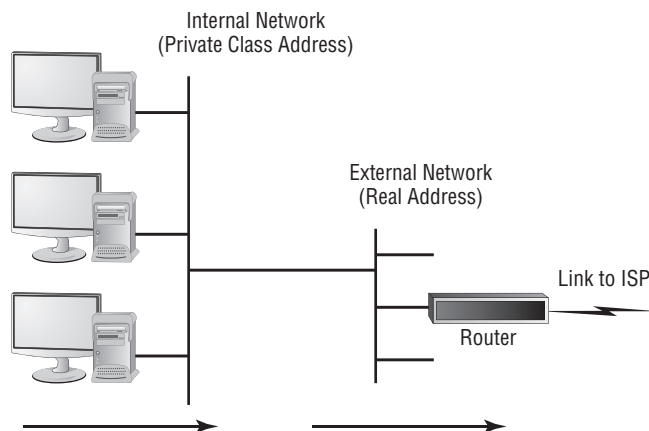 Internal Network
(Private Class Address)
External Network
(Real Address)
Link to ISP
Router